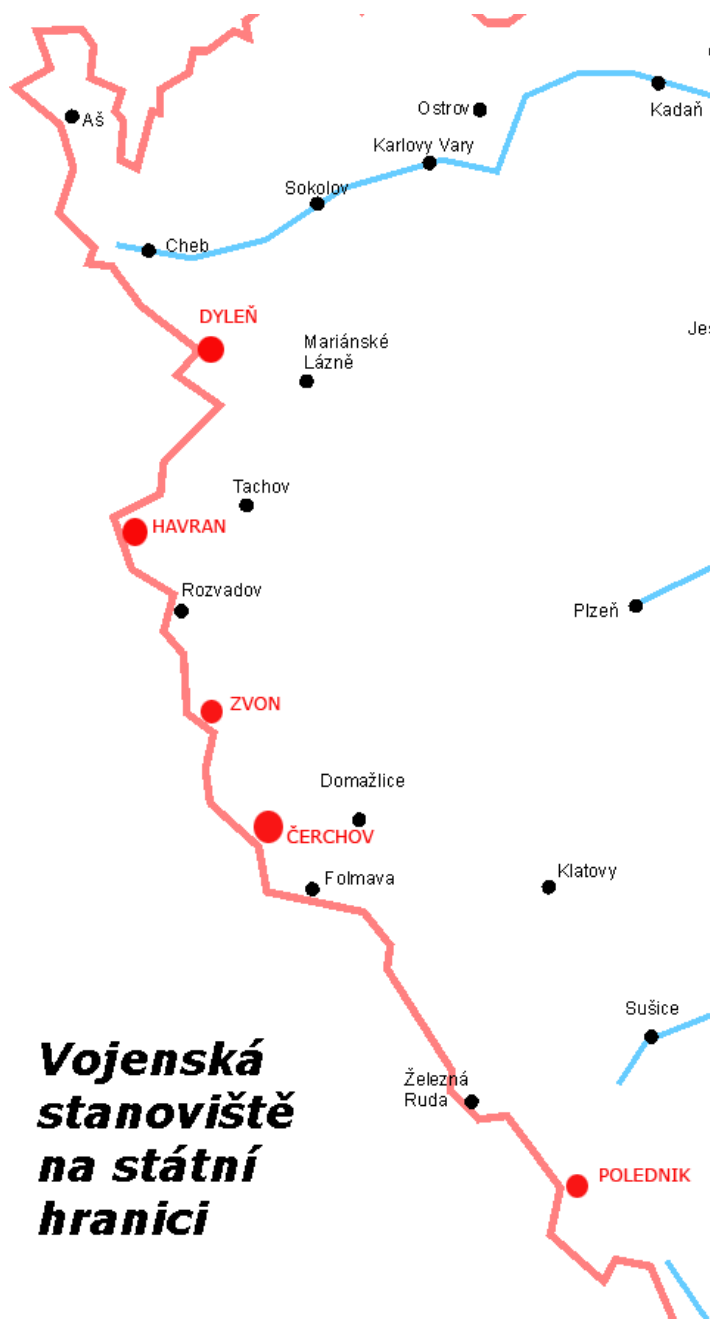 Aš
Ostrov
Kadaň
Karlovy Vary
Sokolov
Cheb
DYLEŇ
Mariánské
Lázně
Jes
Tachov
HAVRAN
Rozvadov
Plzeň
ZVON
Domažlice
ČERCHOV
Folmava
Klatovy
Sušice
Vojenská
stanoviště
na státní
hranici
Železná
Ruda
POLEDNIK